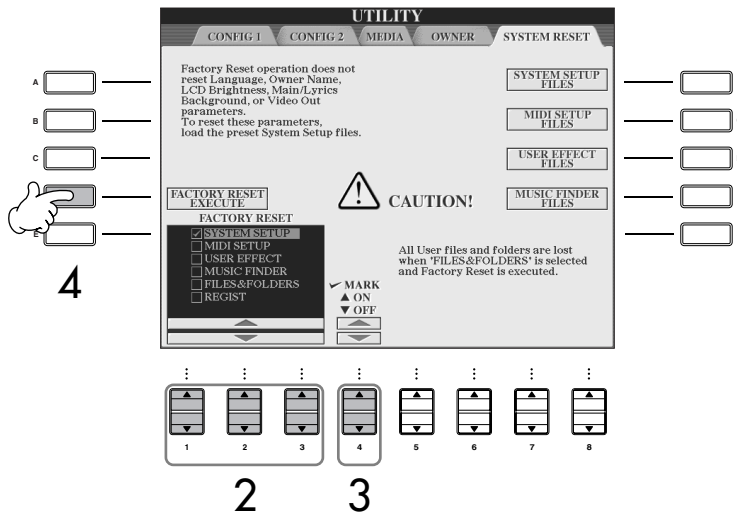 UTILITY
CONFIG 1 CONFIG 2 MEDIA OWNER SYSTEM RESET
Factory Reset operation does not
reset Language, Owner Name,
LCD Brightness, Main/Lyrics
Background, or Video Out
parameters.
To reset these parameters,
load the preset System Setup files.
SYSTEM SETUP
FILES
MIDI SETUP
FILES
USER EFFECT
FILES
MUSIC FINDER
FILES
A
B
C
E
4
FACTORY RESET
EXECUTE
CAUTION!
FACTORY RESET
SYSTEM SETUP
MIDI SETUP
USER EFFECT
MUSIC FINDER
FILES&FOLDERS
REGIST
MARK
▲ ON
▼ OFF
All User files and folders are lost
when 'FILES&FOLDERS' is selected
and Factory Reset is executed.
1 2 3 4 5 6 7 8
2 3